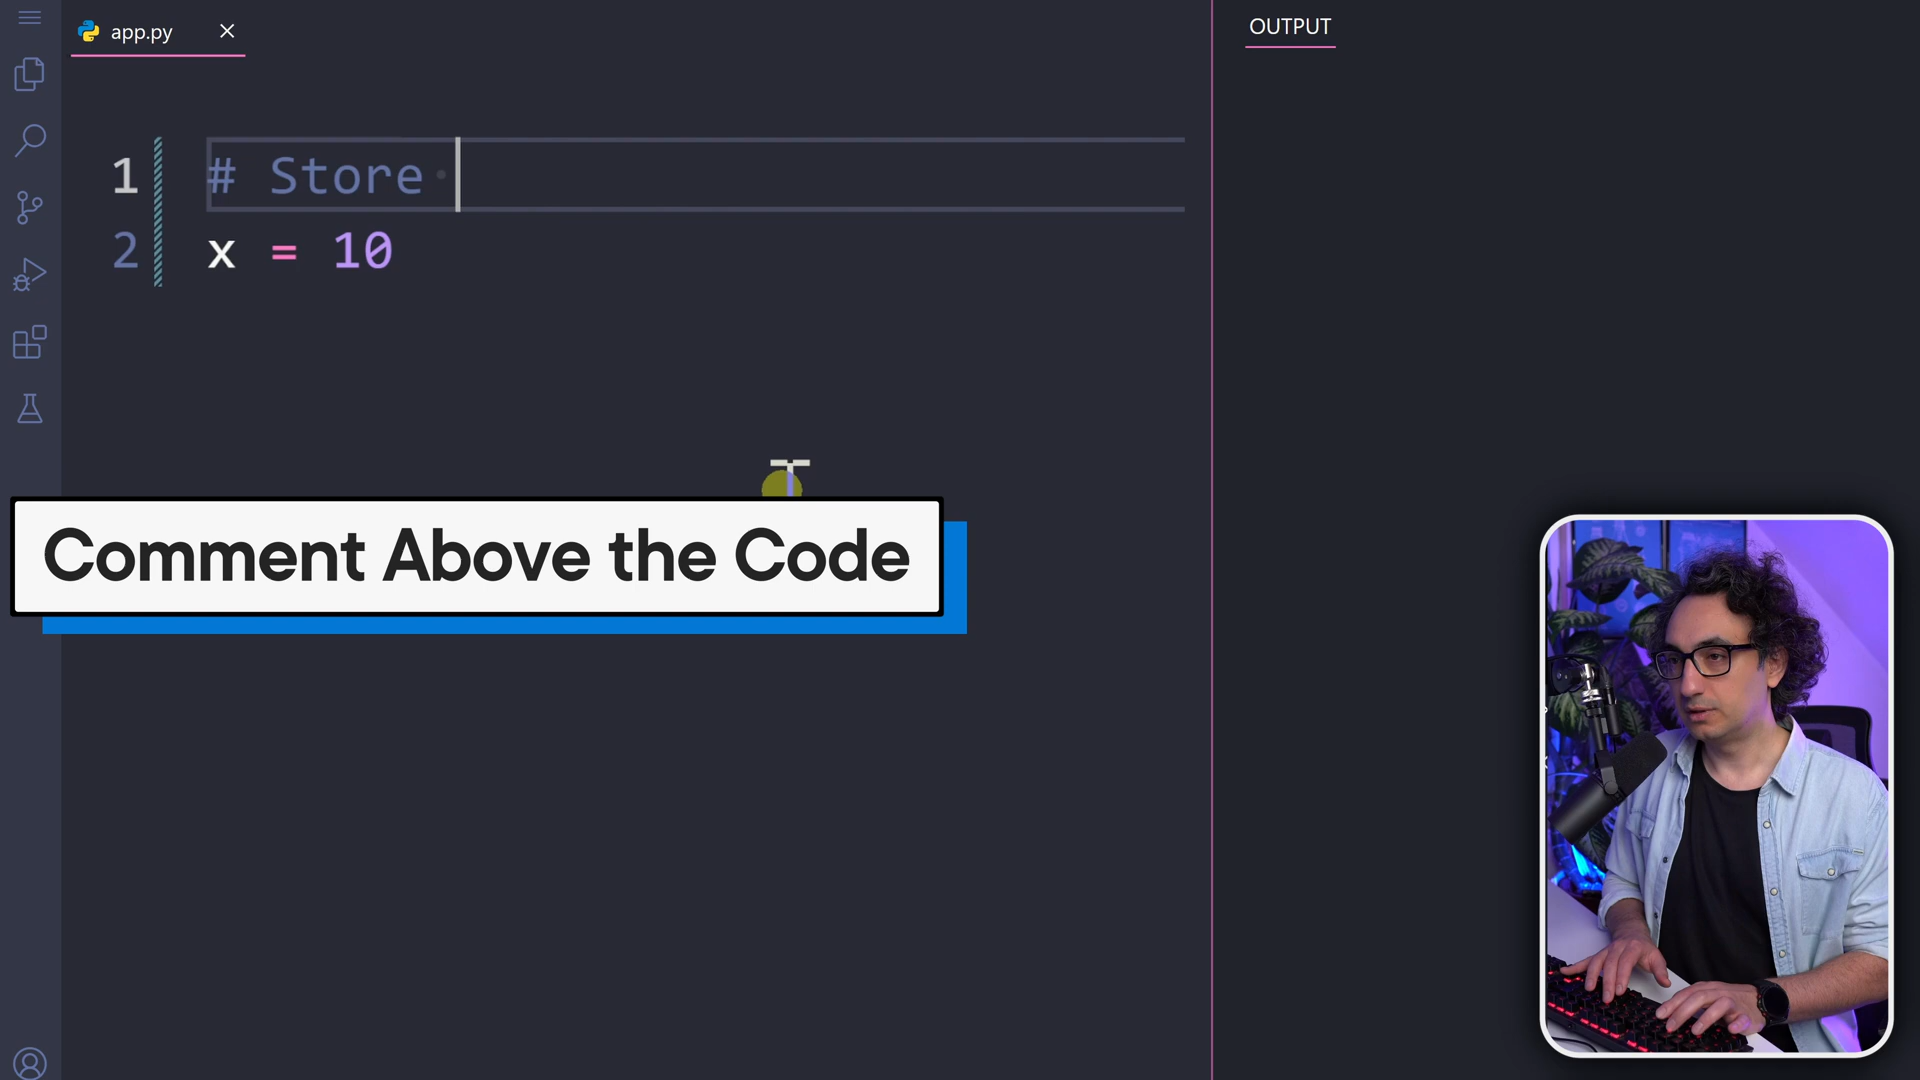 app.py
OUTPUT
1 # Store
2 x = 10
Comment Above the Code